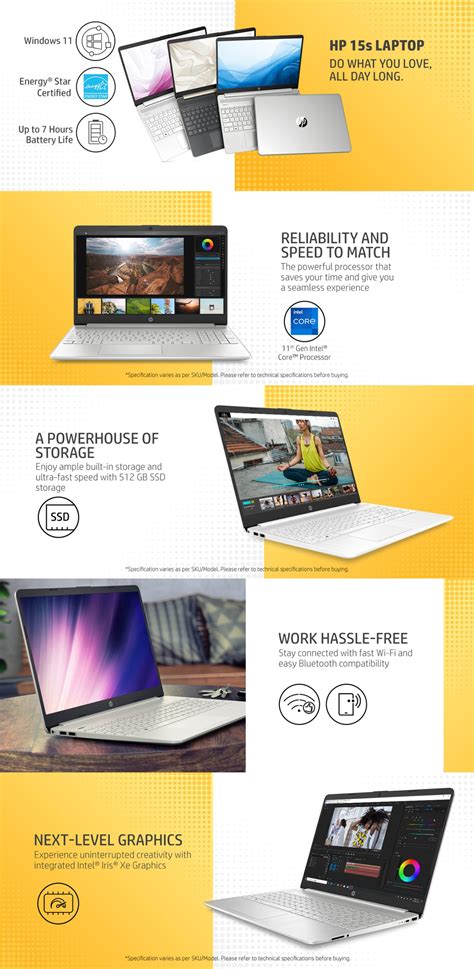 Windows 11
Energy® Star
Certified
ENERGY STAR
Up to 7 Hours
Battery Life
HP 15s LAPTOP
DO WHAT YOU LOVE,
ALL DAY LONG.
RELIABILITY AND
SPEED TO MATCH
The powerful processor that
saves your time and give you
a seamless experience
intel
CORE
11th Gen Intel®
Core™ Processor
*Specification varies as per SKU/Model. Please refer to technical specifications before buying.
A POWERHOUSE OF
STORAGE
Enjoy ample built-in storage and
ultra-fast speed with 512 GB SSD
storage
SSD
*Specification varies as per SKU/Model. Please refer to technical specifications before buying.
WORK HASSLE-FREE
Stay connected with fast Wi-Fi and
easy Bluetooth compatibility
NEXT-LEVEL GRAPHICS
Experience uninterrupted creativity with
integrated Intel® Iris® Xe Graphics
*Specification varies as per SKU/Model. Please refer to technical specifications before buying.